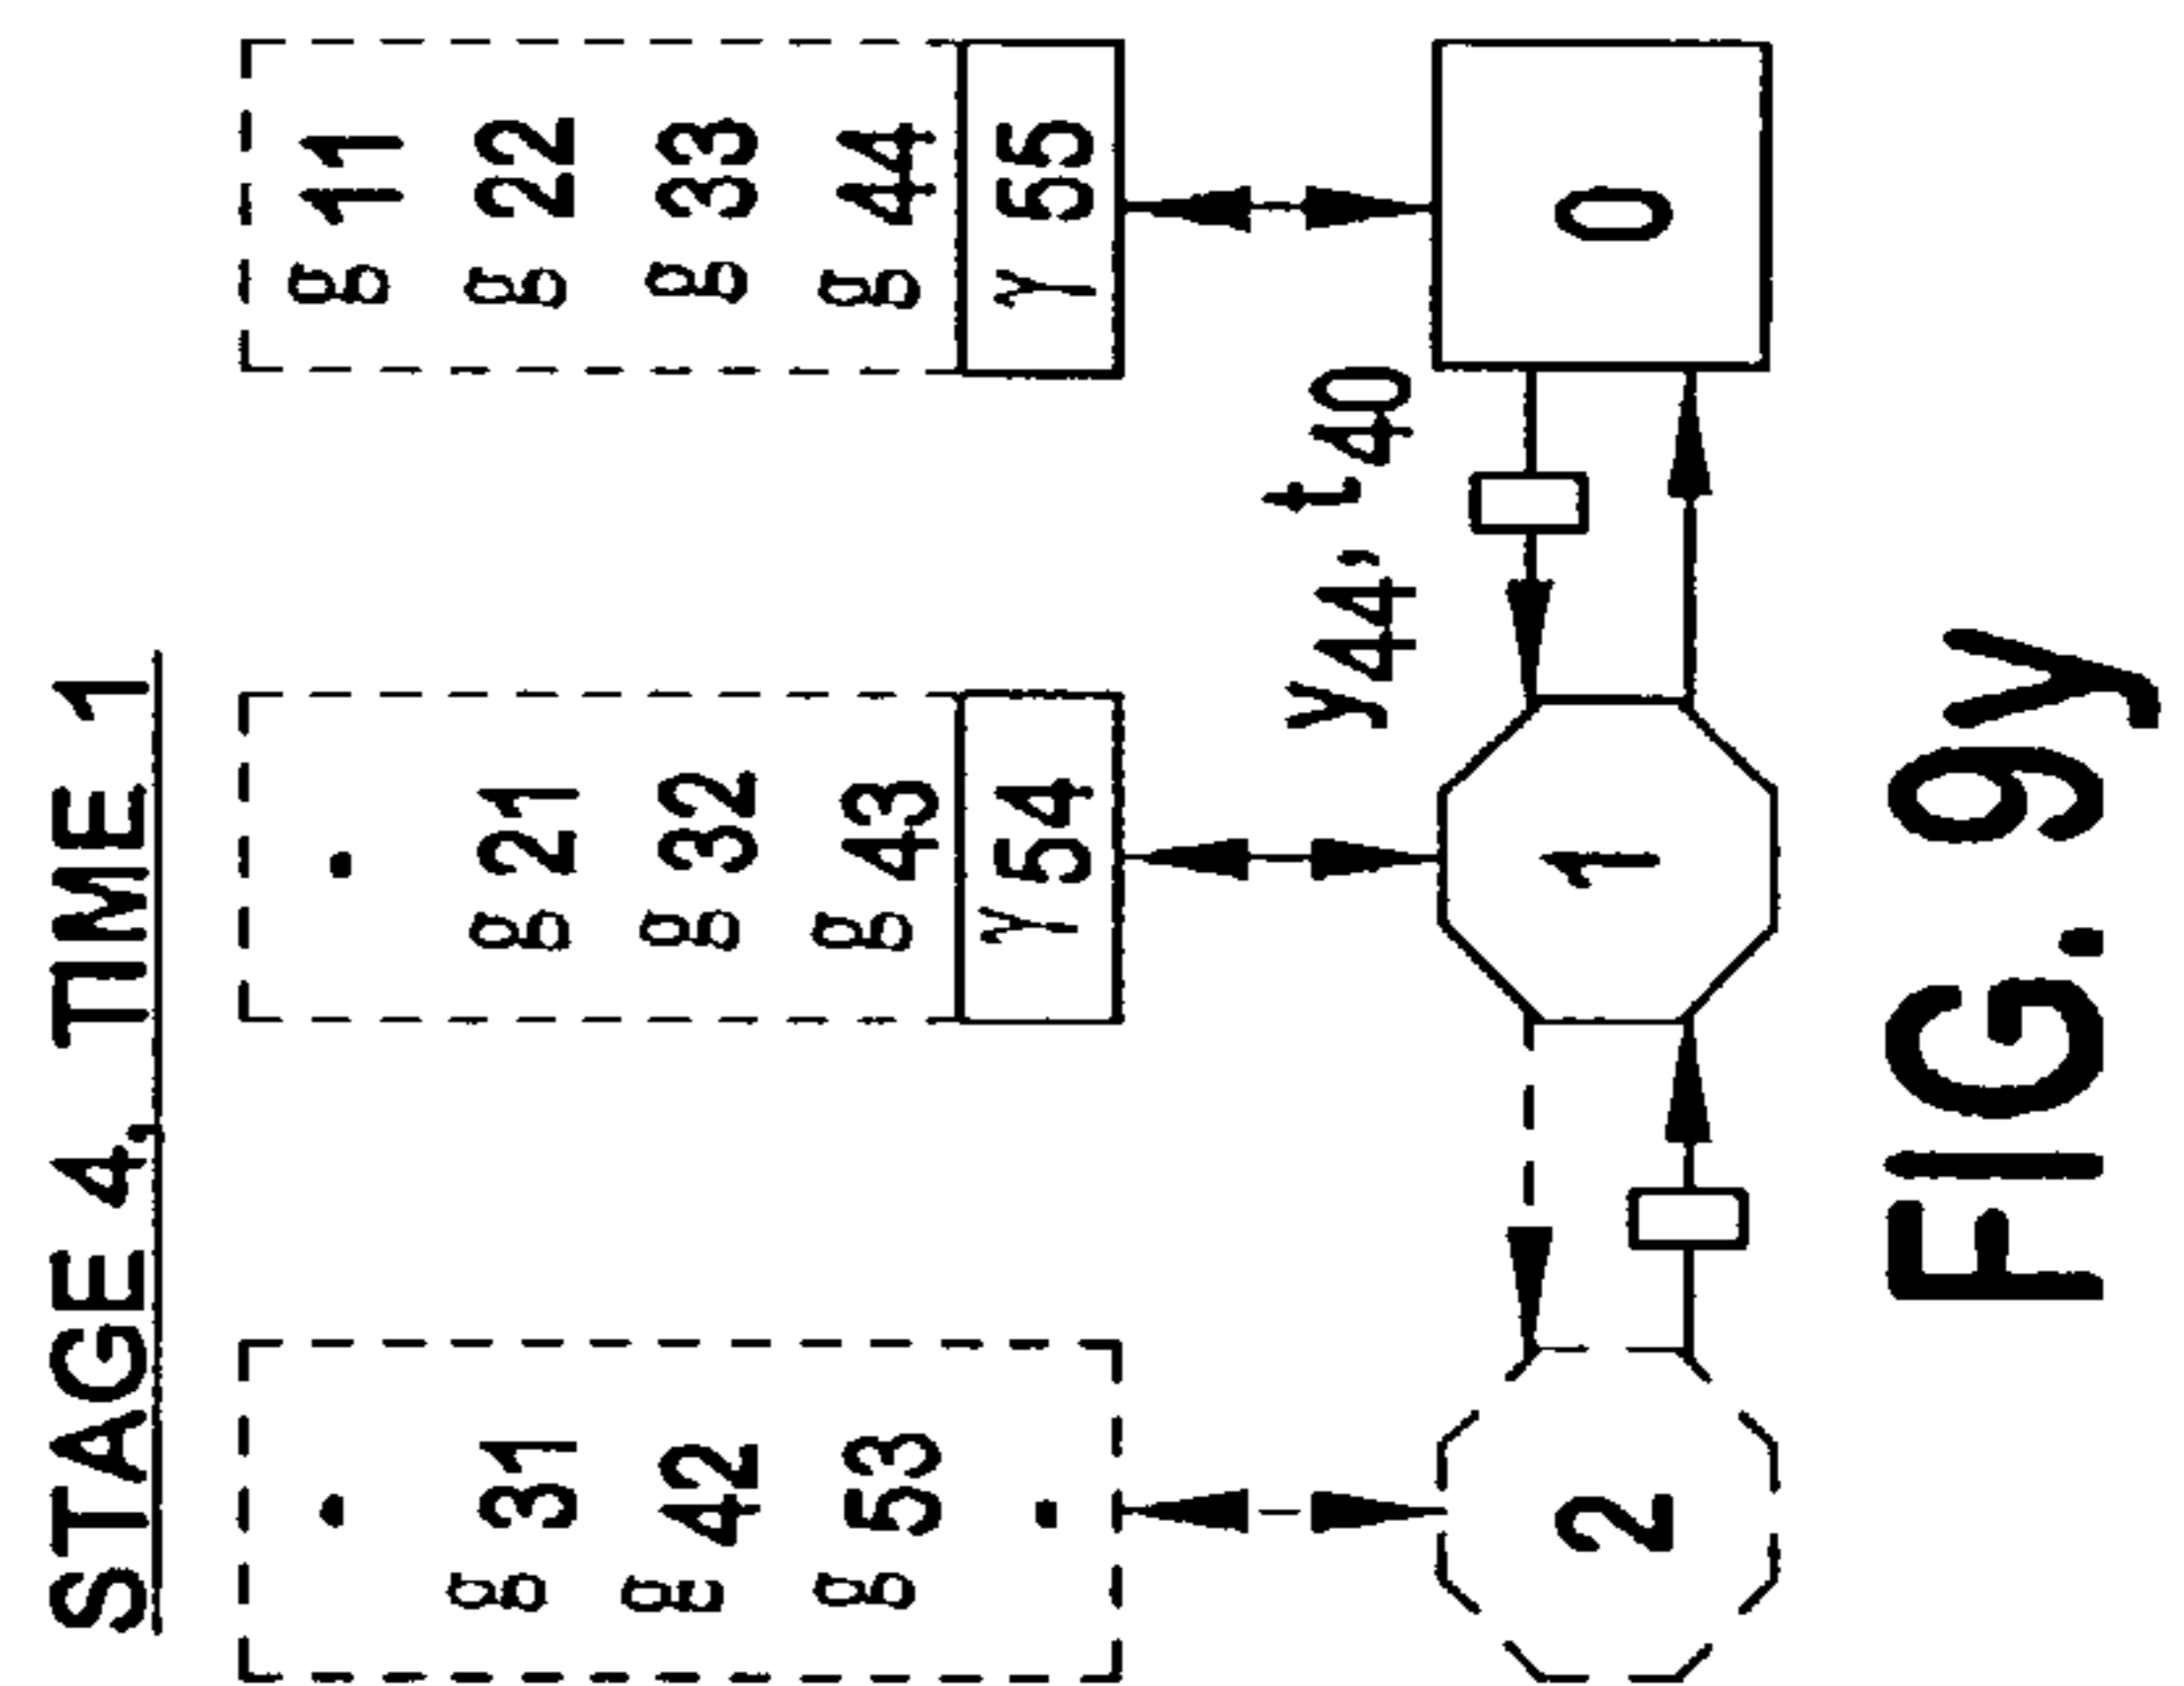 STAGE 4, TIME 1
. . g 11
g 31 g 21 g 22
g 42 g 32 g 33
g 53 g 43 g 44
. y 54 y 55
y44, t40
2 1 0
FIG. 9y